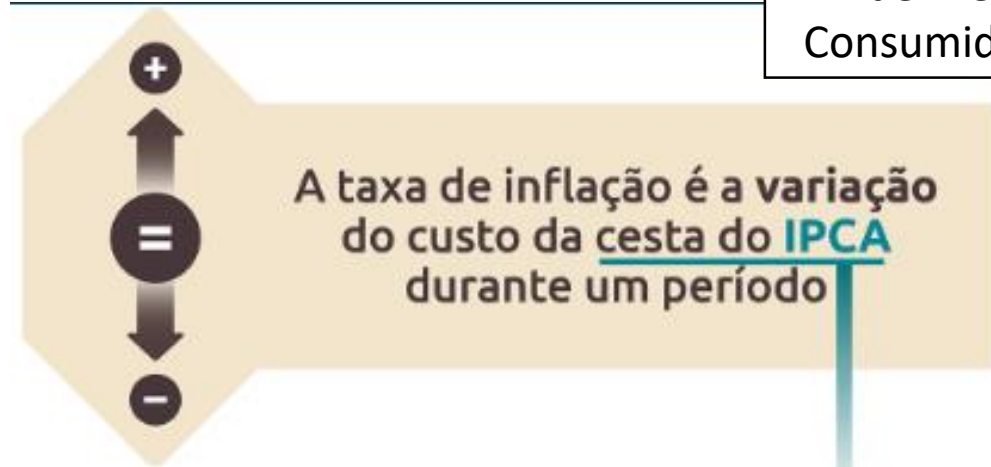 Consumid
+
A taxa de inflação é a variação
=
do custo da cesta do IPCA
durante um período
-